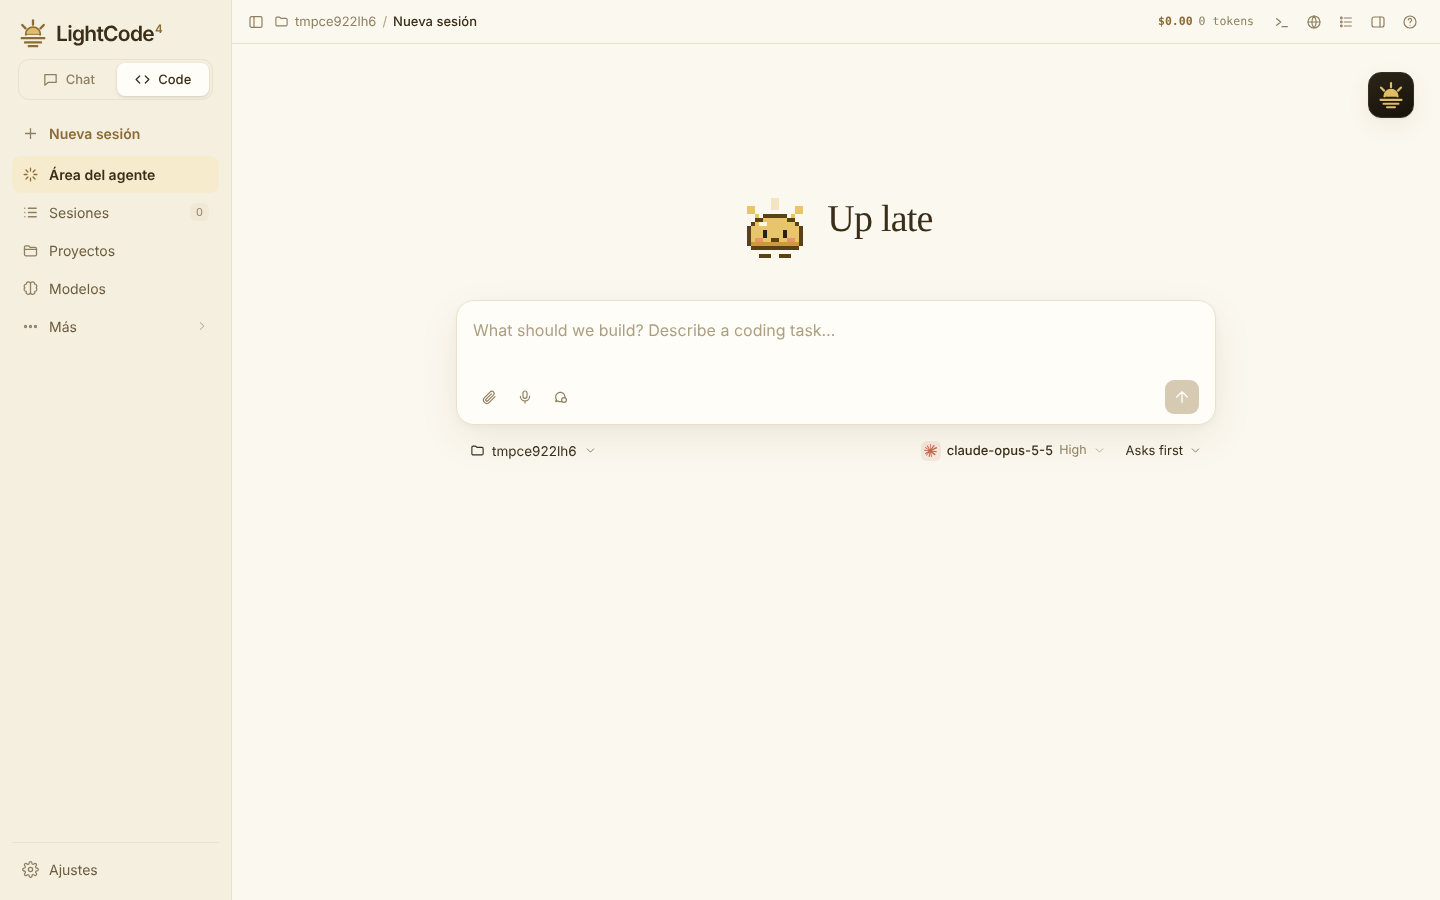 LightCode4
Chat
Code
Nueva sesión
Área del agente
Sesiones 0
Proyectos
Modelos
Más
Ajustes
tmpce922lh6 / Nueva sesión
$0.00 0 tokens
Up late
What should we build? Describe a coding task...
tmpce922lh6
claude-opus-5-5 High
Asks first